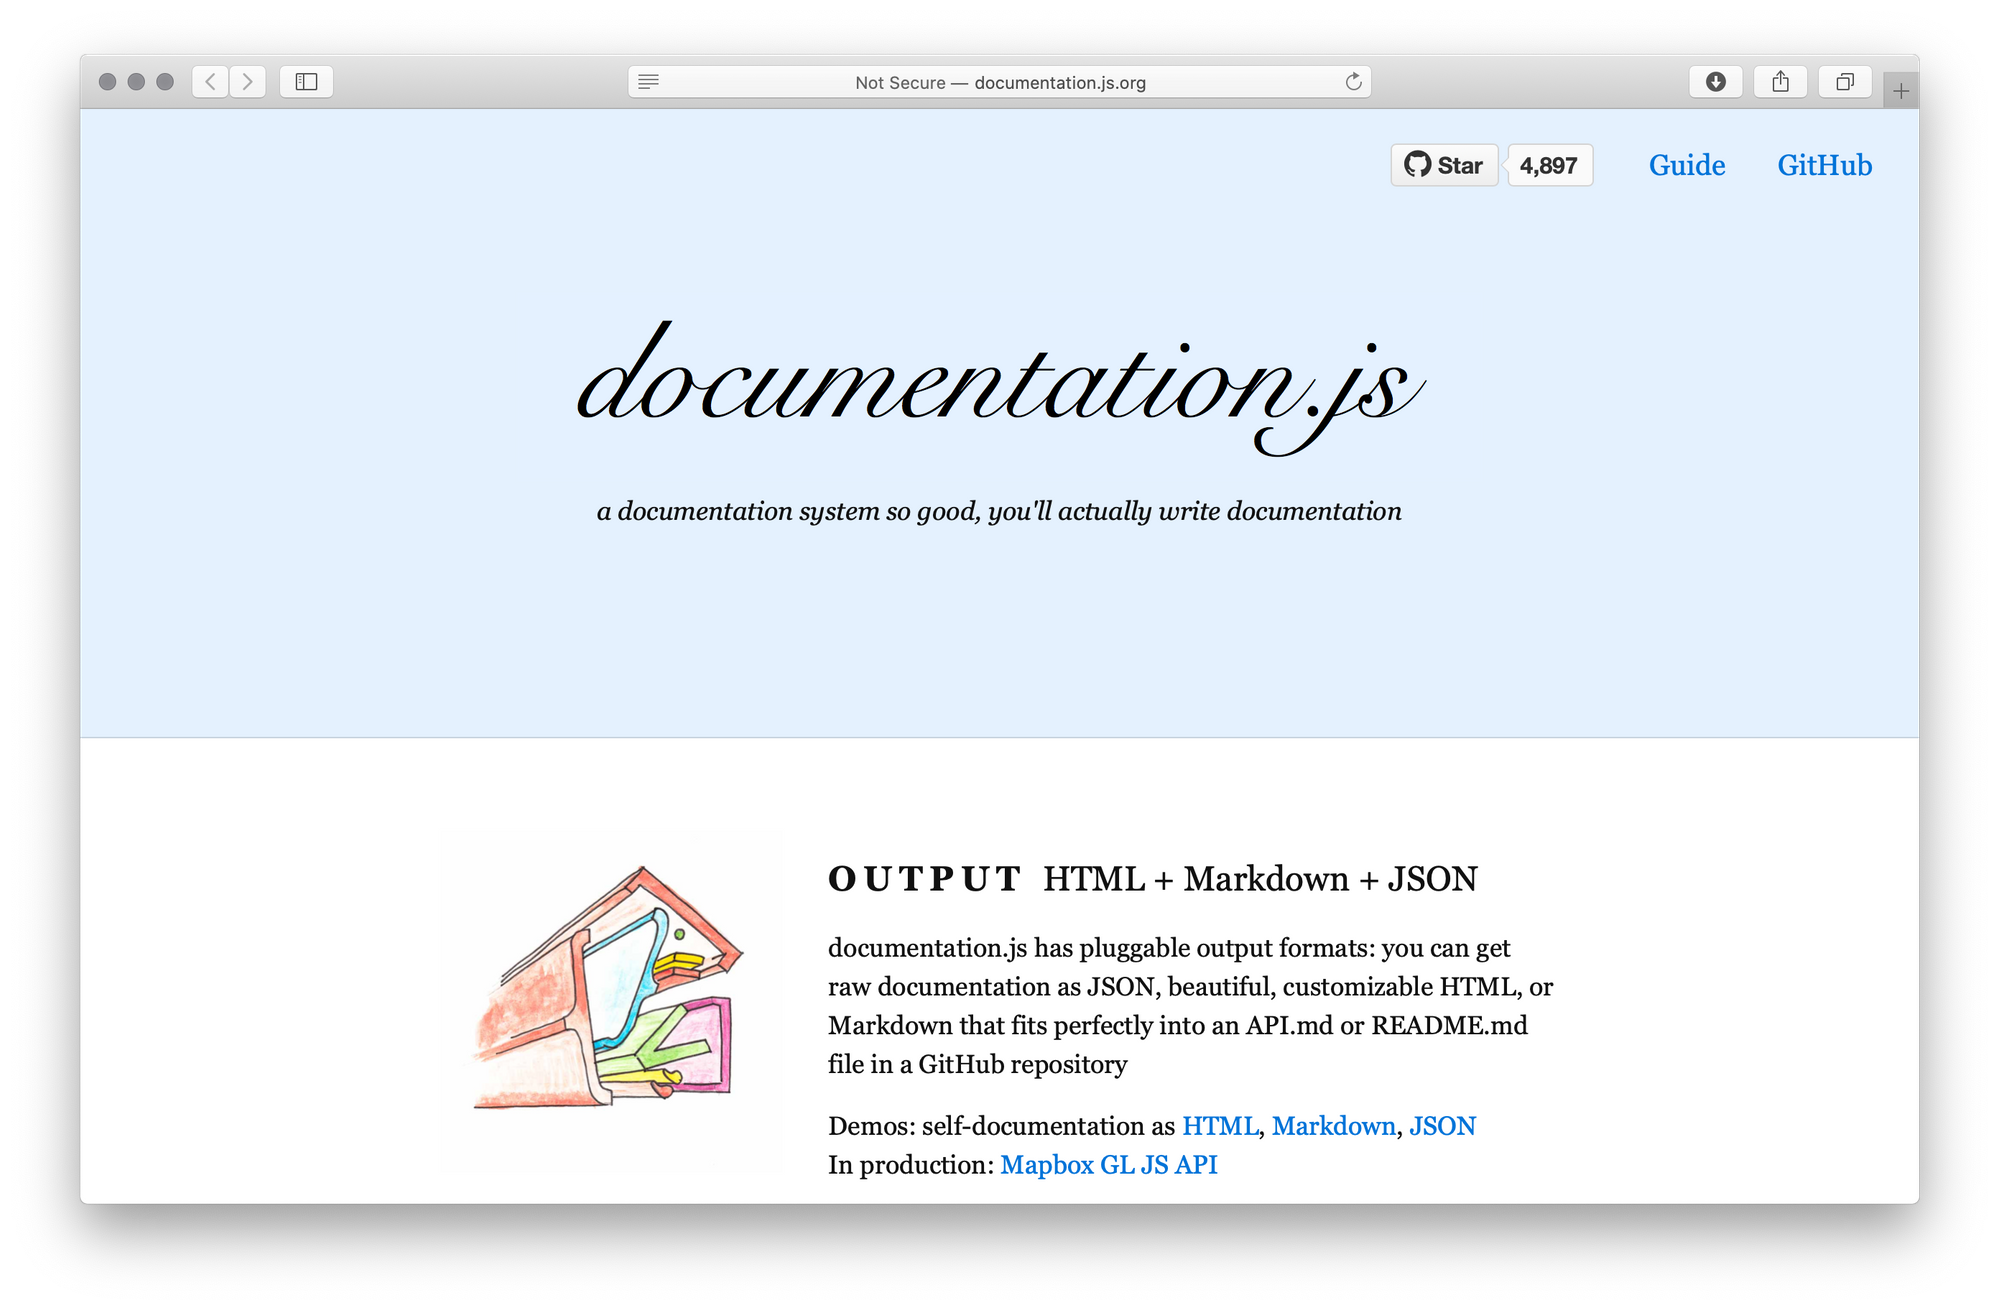 Not Secure — documentation.js.org
Star 4,897 Guide GitHub
documentation.js
a documentation system so good, you'll actually write documentation
OUTPUT HTML + Markdown + JSON
documentation.js has pluggable output formats: you can get
raw documentation as JSON, beautiful, customizable HTML, or
Markdown that fits perfectly into an API.md or README.md
file in a GitHub repository
Demos: self-documentation as HTML, Markdown, JSON
In production: Mapbox GL JS API